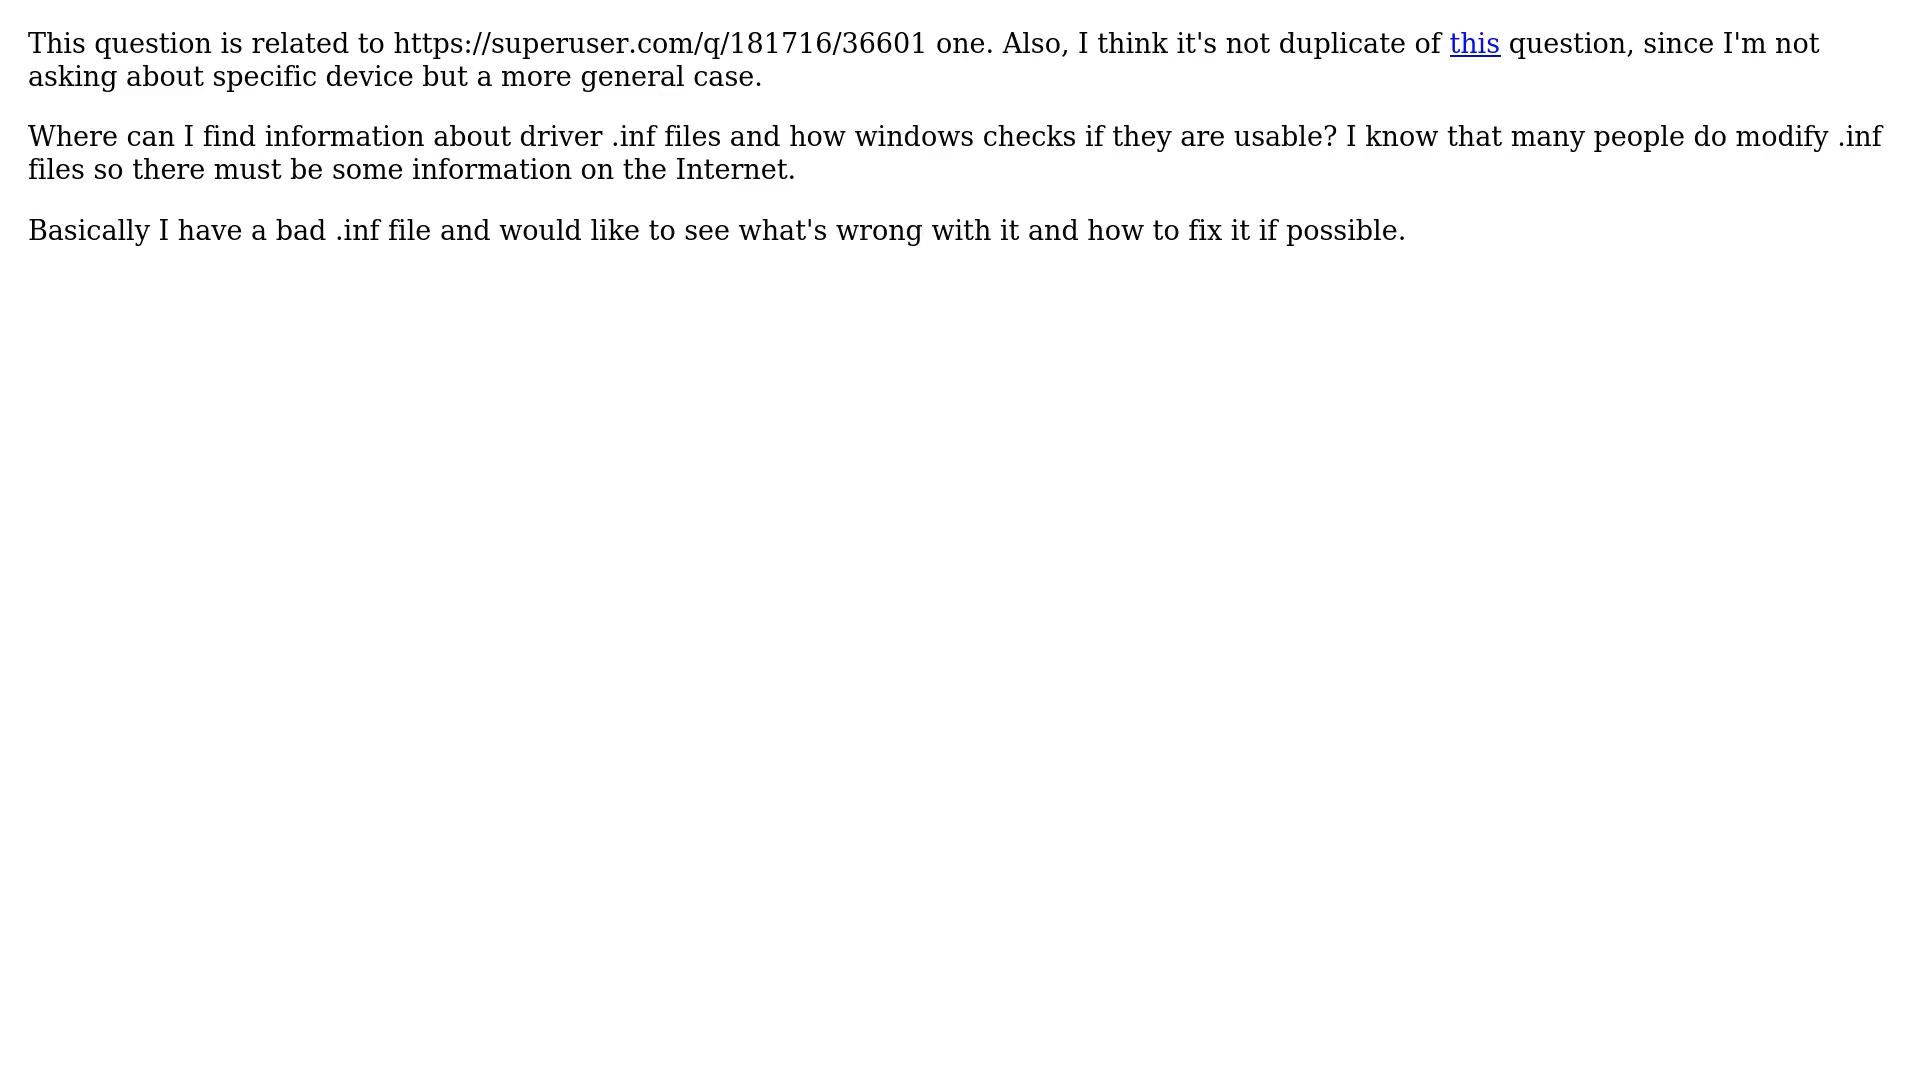 This question is related to https://superuser.com/q/181716/36601 one. Also, I think it's not duplicate of this question, since I'm not
asking about specific device but a more general case.
Where can I find information about driver .inf files and how windows checks if they are usable? I know that many people do modify .inf
files so there must be some information on the Internet.
Basically I have a bad .inf file and would like to see what's wrong with it and how to fix it if possible.